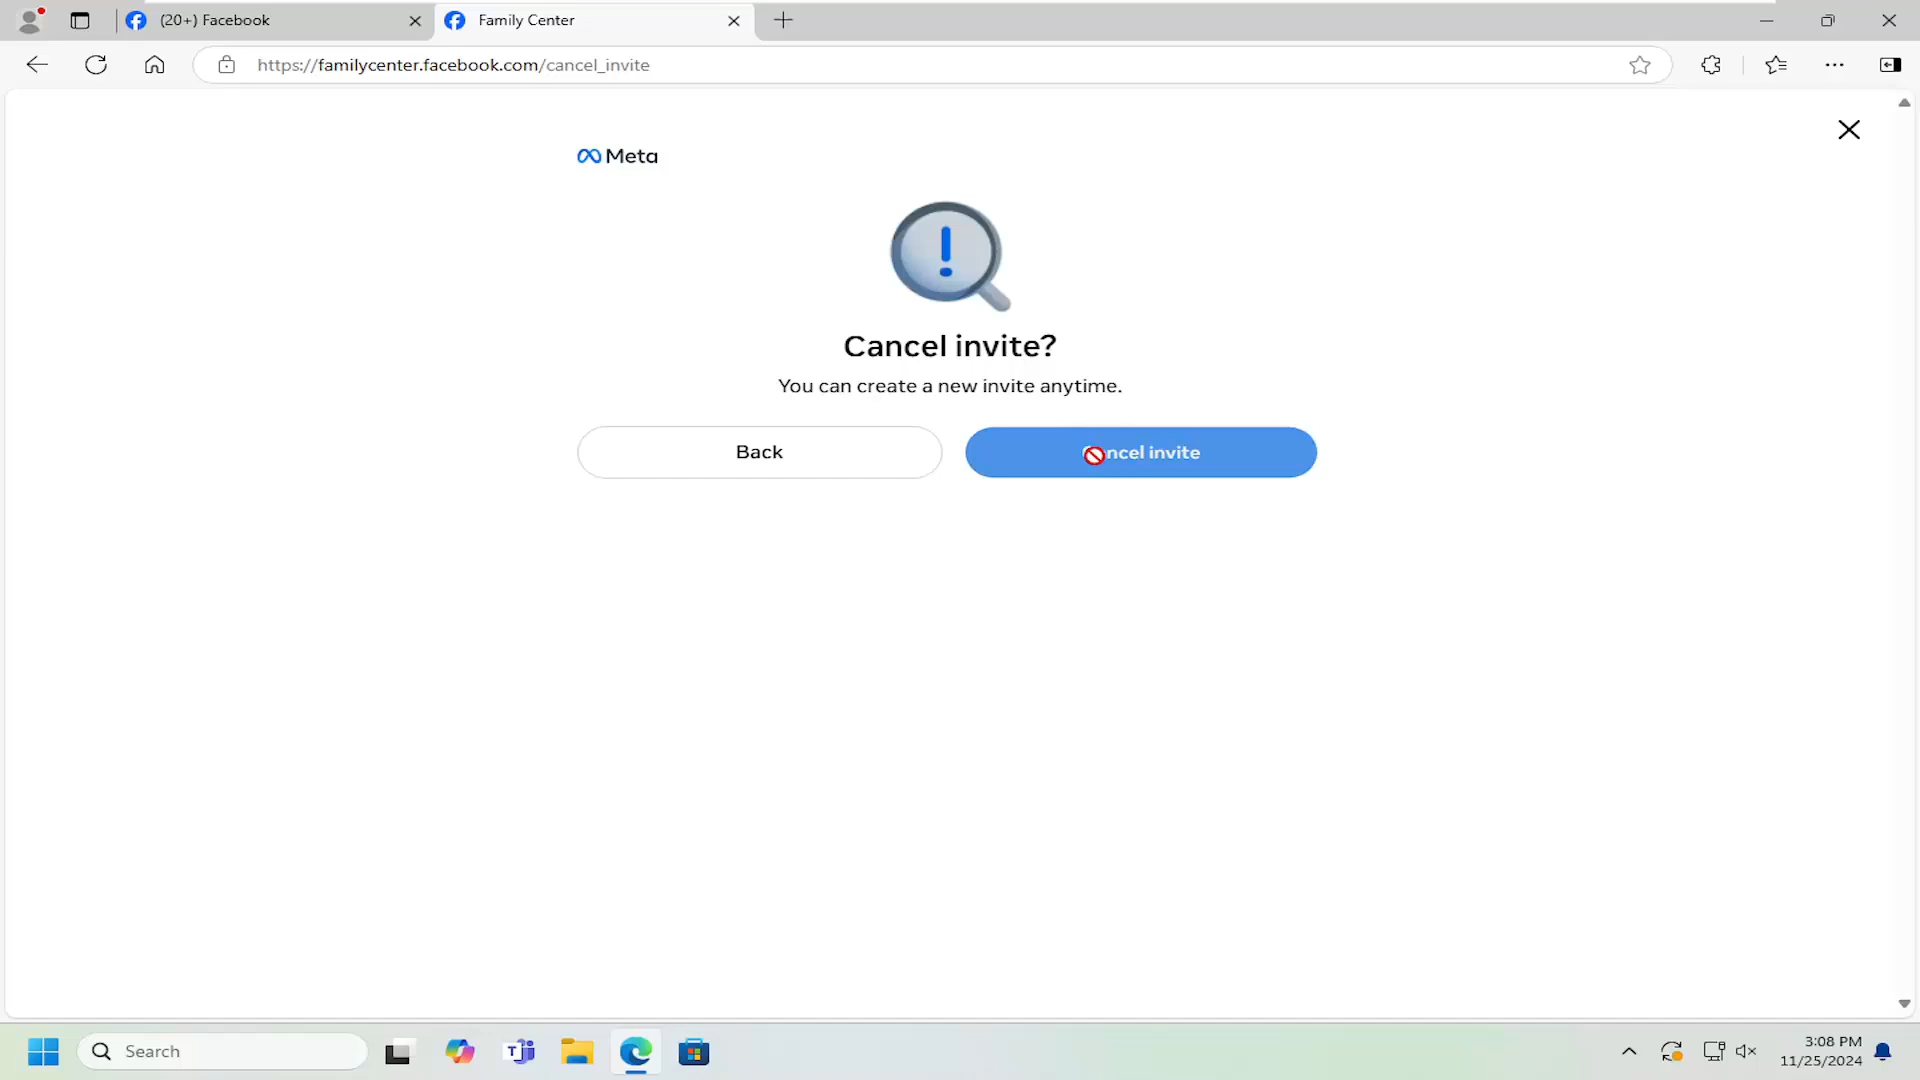 (20+) Facebook
Family Center
https://familycenter.facebook.com/cancel_invite
Meta
Cancel invite?
You can create a new invite anytime.
Back
ncel invite
Search
3:08 PM
11/25/2024